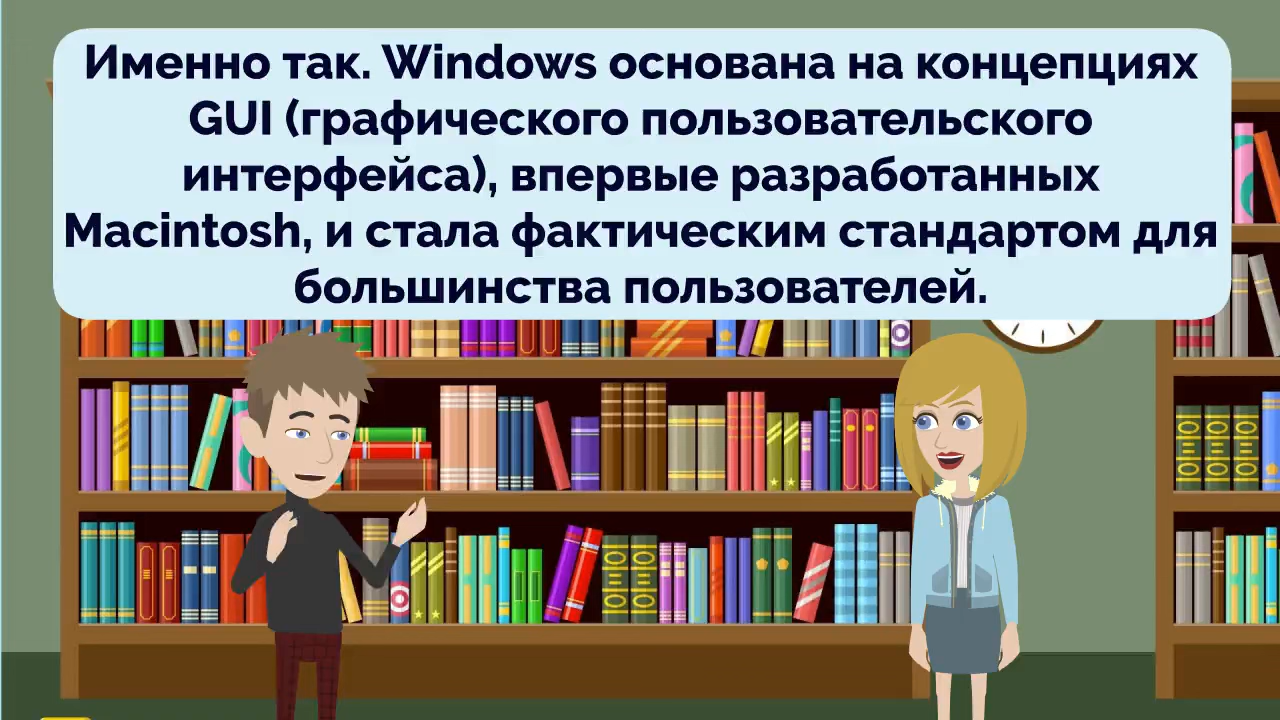 Именно так. Windows основана на концепциях
GUI (графического пользовательского
интерфейса), впервые разработанных
Macintosh, и стала фактическим стандартом для
большинства пользователей.